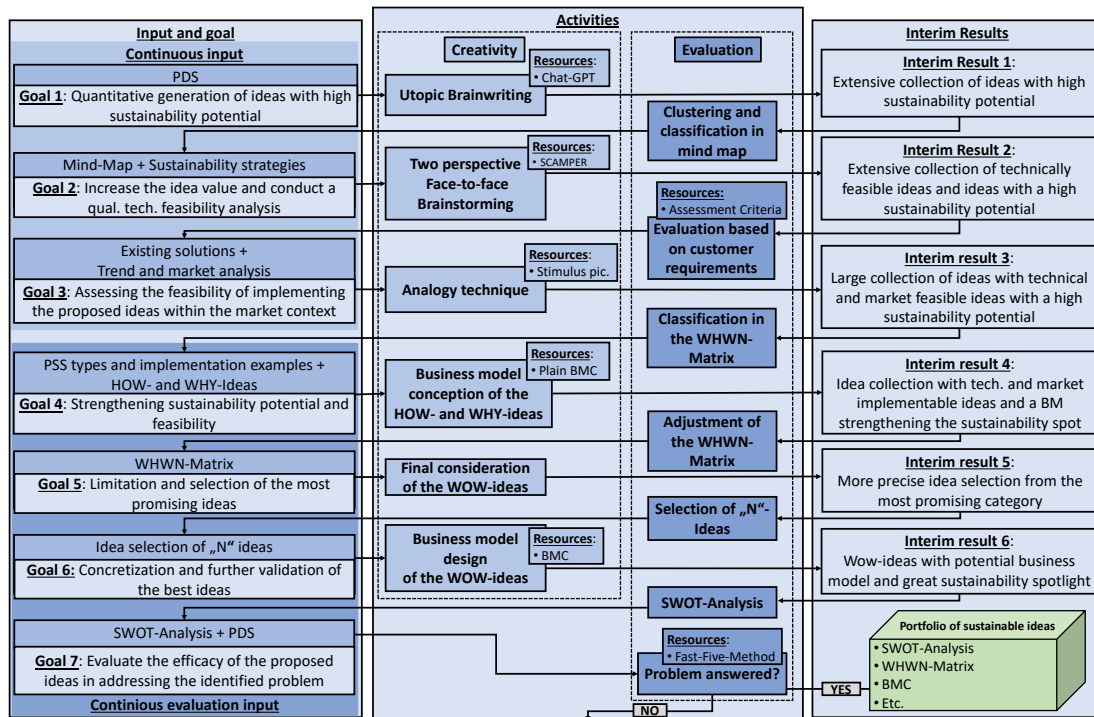 Input and goal
Continuous input
PDS
Goal 1: Quantitative generation of ideas with high
sustainability potential
Mind-Map + Sustainability strategies
Goal 2: Increase the idea value and conduct a
qual. tech. feasibility analysis
Existing solutions +
Trend and market analysis
Goal 3: Assessing the feasibility of implementing
the proposed ideas within the market context
PSS types and implementation examples +
HOW- and WHY-Ideas
Goal 4: Strengthening sustainability potential and
feasibility
WHWN-Matrix
Goal 5: Limitation and selection of the most
promising ideas
Idea selection of „N“ ideas
Goal 6: Concretization and further validation of
the best ideas
SWOT-Analysis + PDS
Goal 7: Evaluate the efficacy of the proposed
ideas in addressing the identified problem
Continious evaluation input
Activities
Creativity
Resources:
• Chat-GPT
Utopic Brainwriting
Resources:
• SCAMPER
Two perspective
Face-to-face
Brainstorming
Resources:
• Stimulus pic.
Analogy technique
Resources:
• Plain BMC
Business model
conception of the
HOW- and WHY-ideas
Final consideration
of the WOW-ideas
Resources:
• BMC
Business model
design
of the WOW-ideas
Evaluation
Clustering and
classification in
mind map
Resources:
• Assessment Criteria
Evaluation based
on customer
requirements
Classification in
the WHWN-
Matrix
Adjustment of
the WHWN-
Matrix
Selection of „N“-
Ideas
SWOT-Analysis
Resources:
• Fast-Five-Method
Problem answered?
YES
NO
Interim Results
Interim Result 1:
Extensive collection of ideas with high
sustainability potential
Interim Result 2:
Extensive collection of technically
feasible ideas and ideas with a high
sustainability potential
Interim result 3:
Large collection of ideas with technical
and market feasible ideas with a high
sustainability potential
Interim result 4:
Idea collection with tech. and market
implementable ideas and a BM
strengthening the sustainability spot
Interim result 5:
More precise idea selection from the
most promising category
Interim result 6:
Wow-ideas with potential business
model and great sustainability spotlight
Portfolio of sustainable ideas
• SWOT-Analysis
• WHWN-Matrix
• BMC
• Etc.